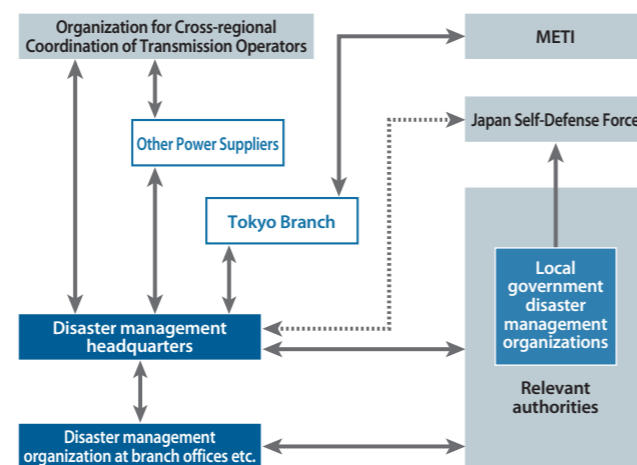 Organization for Cross-regional
Coordination of Transmission Operators
METI
Japan Self-Defense Force
Other Power Suppliers
Tokyo Branch
Local
government
disaster
management
organizations
Disaster management
headquarters
Relevant
authorities
Disaster management
organization at branch offices etc.